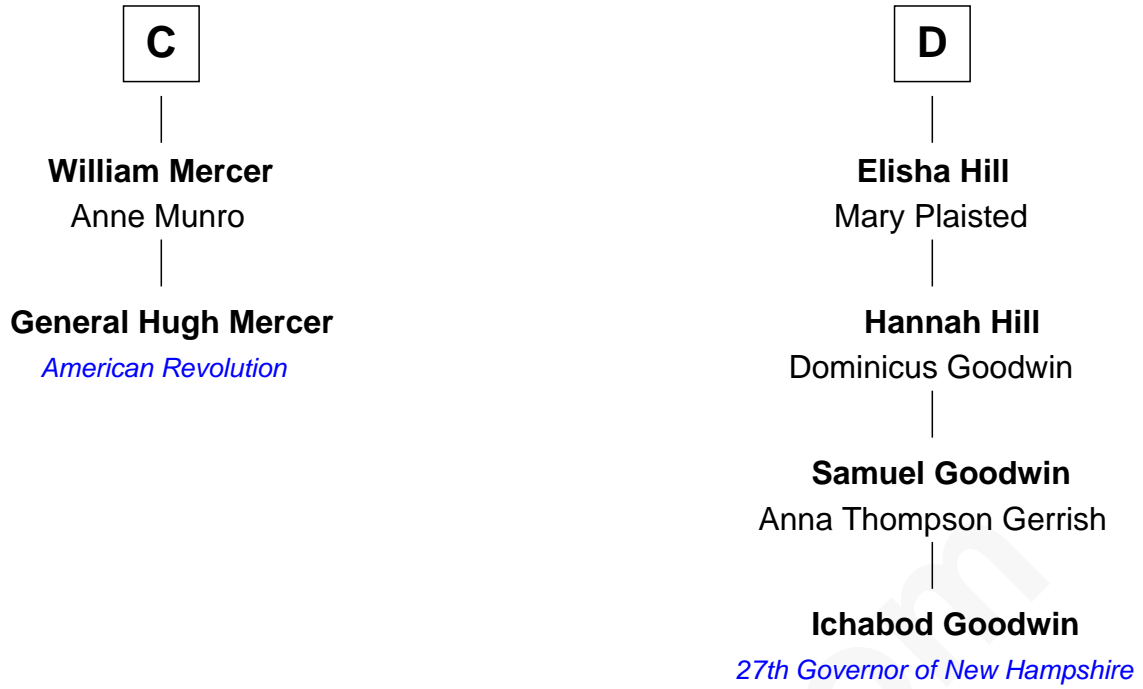 C
William Mercer
Anne Munro
General Hugh Mercer
American Revolution
D
Elisha Hill
Mary Plaisted
Hannah Hill
Dominicus Goodwin
Samuel Goodwin
Anna Thompson Gerrish
Ichabod Goodwin
27th Governor of New Hampshire